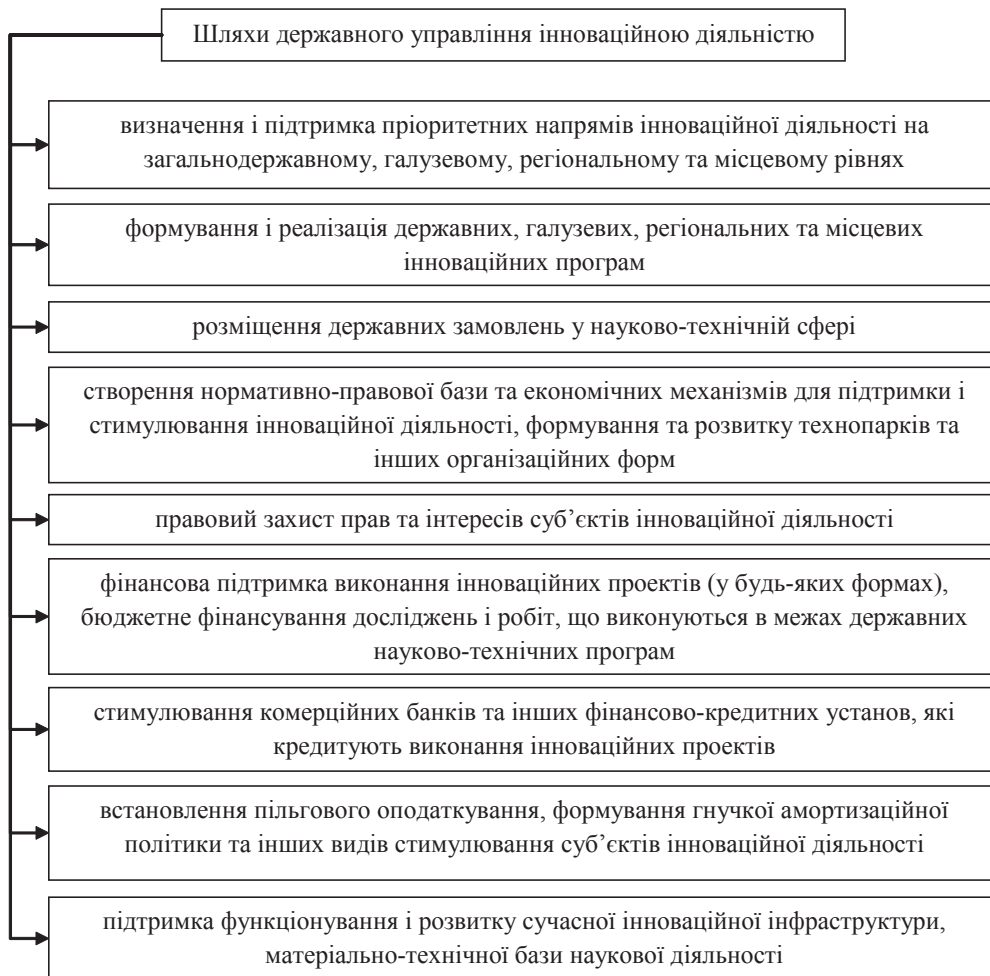 Шляхи державного управління інноваційною діяльністю
визначення і підтримка пріоритетних напрямів інноваційної діяльності на
загальнодержавному, галузевому, регіональному та місцевому рівнях
формування і реалізація державних, галузевих, регіональних та місцевих
інноваційних програм
розміщення державних замовлень у науково-технічній сфері
створення нормативно-правової бази та економічних механізмів для підтримки і
стимулювання інноваційної діяльності, формування та розвитку технопарків та
інших організаційних форм
правовий захист прав та інтересів суб’єктів інноваційної діяльності
фінансова підтримка виконання інноваційних проектів (у будь-яких формах),
бюджетне фінансування досліджень і робіт, що виконуються в межах державних
науково-технічних програм
стимулювання комерційних банків та інших фінансово-кредитних установ, які
кредитують виконання інноваційних проектів
встановлення пільгового оподаткування, формування гнучкої амортизаційної
політики та інших видів стимулювання суб’єктів інноваційної діяльності
підтримка функціонування і розвитку сучасної інноваційної інфраструктури,
матеріально-технічної бази наукової діяльності